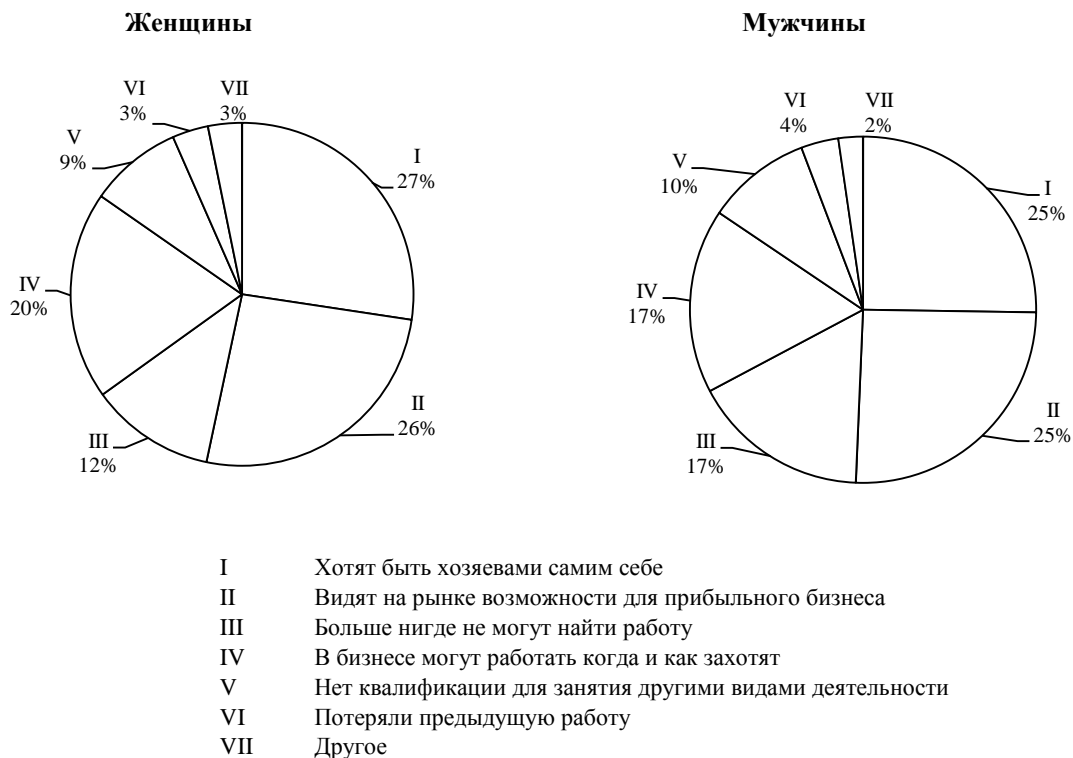 Женщины
VI
3%
VII
3%
V
9%
I
27%
IV
20%
II
26%
III
12%
Мужчины
VI
4%
VII
2%
V
10%
I
25%
IV
17%
II
25%
III
17%
I Хотят быть хозяевами самим себе
II Видят на рынке возможности для прибыльного бизнеса
III Больше нигде не могут найти работу
IV В бизнесе могут работать когда и как захотят
V Нет квалификации для занятия другими видами деятельности
VI Потеряли предыдущую работу
VII Другое